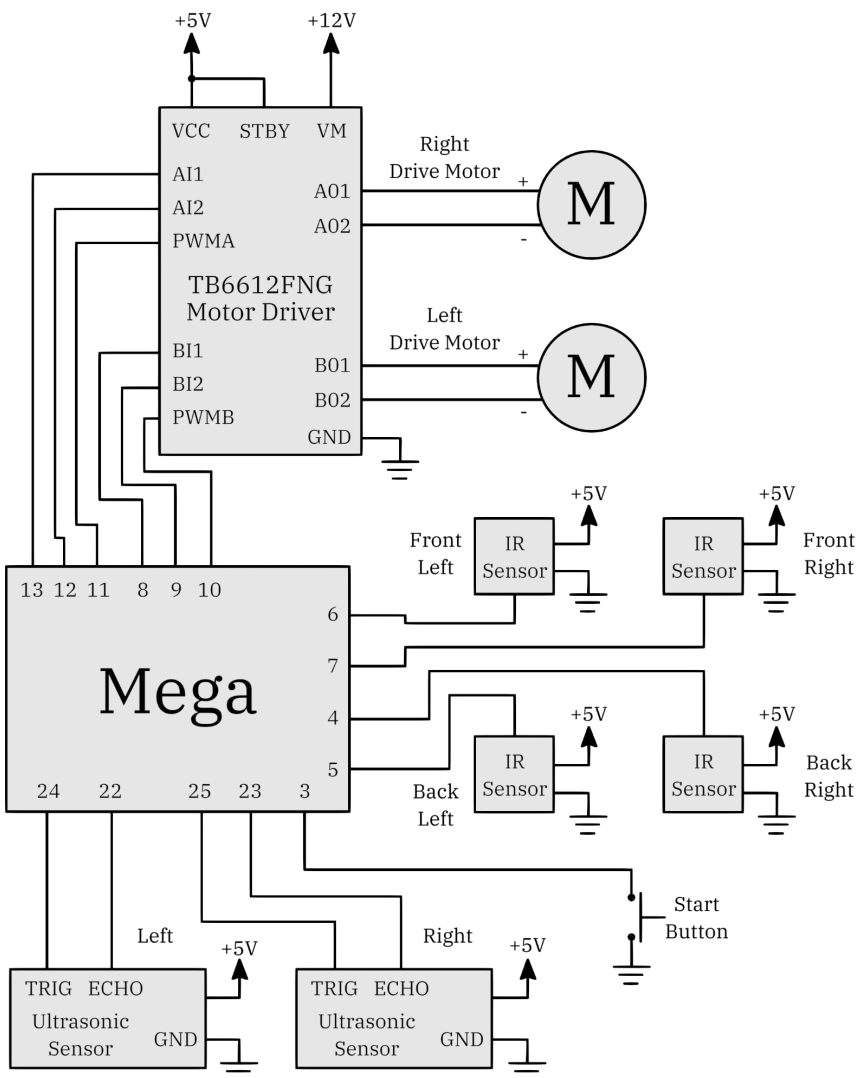 +5V
+12V
VCC STBY VM
AI1
AI2
PWMA
A01
A02
TB6612FNG
Motor Driver
BI1
BI2
PWMB
B01
B02
GND
Right
Drive Motor
+
-
M
Left
Drive Motor
+
-
M
13 12 11 8 9 10
Mega
6
7
4
5
24 22 25 23 3
Front
Left
IR
Sensor
+5V
IR
Sensor
+5V
Front
Right
Back
Left
IR
Sensor
+5V
IR
Sensor
+5V
Back
Right
Start
Button
Left
+5V
TRIG ECHO
Ultrasonic
Sensor
GND
Right
+5V
TRIG ECHO
Ultrasonic
Sensor
GND